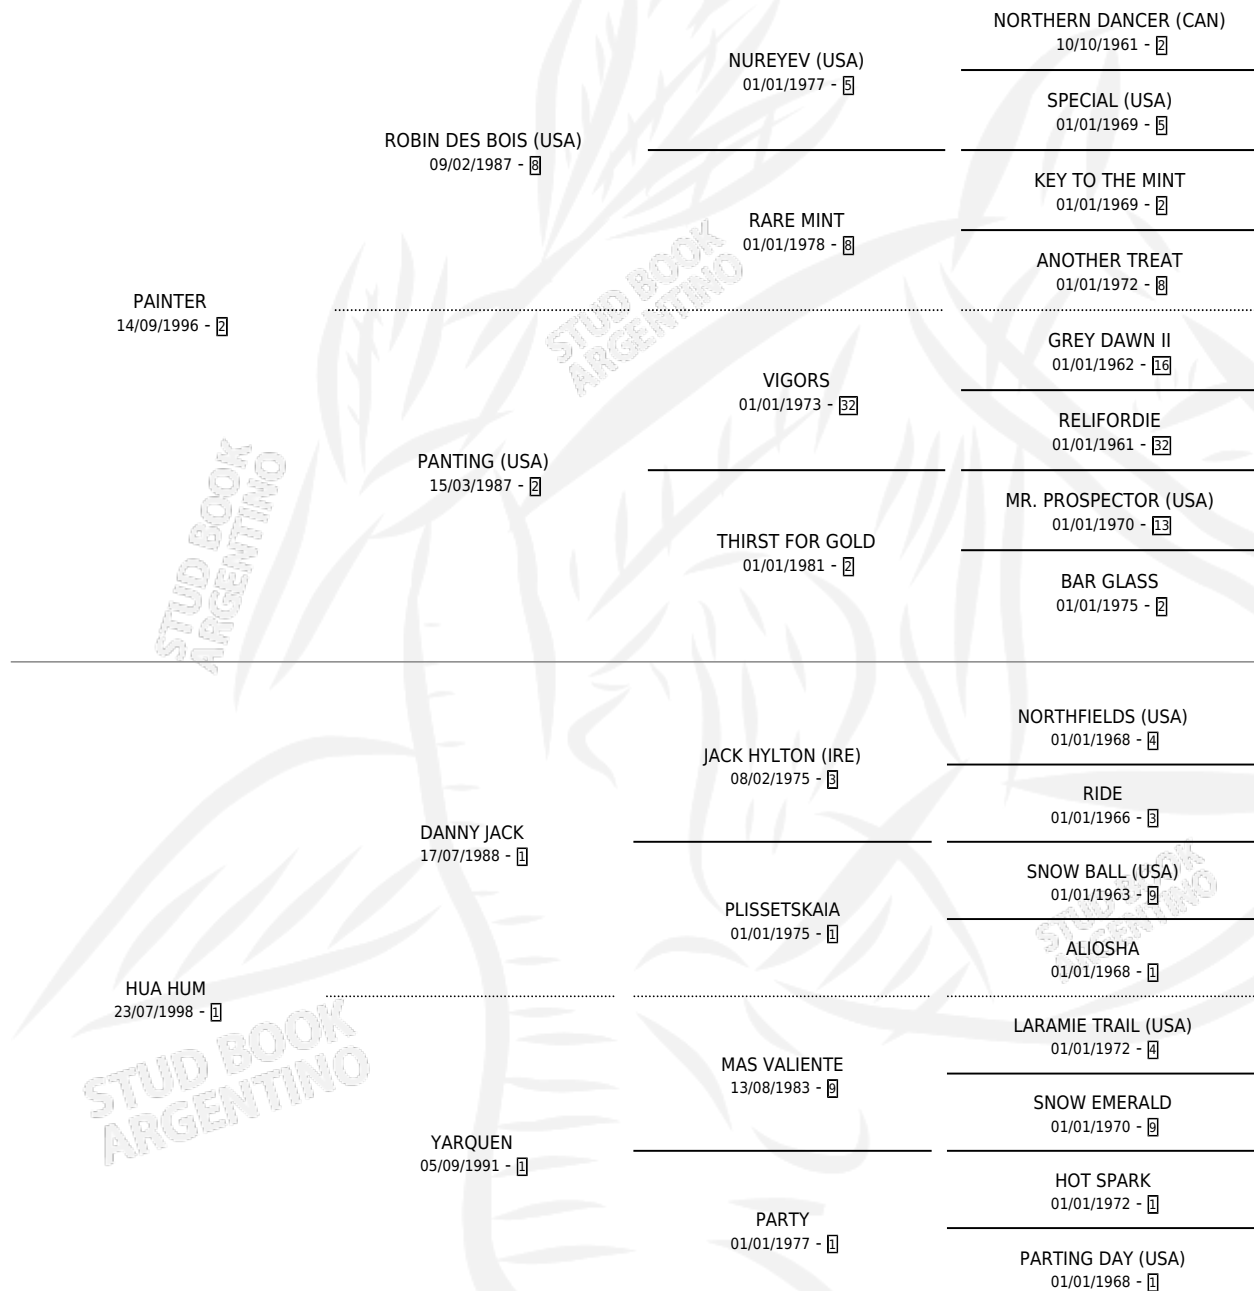 NORTHERN DANCER (CAN)
10/10/1961 - 2
NUREYEV (USA)
01/01/1977 - 5
SPECIAL (USA)
01/01/1969 - 5
ROBIN DES BOIS (USA)
09/02/1987 - 8
KEY TO THE MINT
01/01/1969 - 2
RARE MINT
01/01/1978 - 8
ANOTHER TREAT
01/01/1972 - 8
PAINTER
14/09/1996 - 2
GREY DAWN II
01/01/1962 - 16
VIGORS
01/01/1973 - 32
RELIFORDIE
01/01/1961 - 32
PANTING (USA)
15/03/1987 - 2
MR. PROSPECTOR (USA)
01/01/1970 - 13
THIRST FOR GOLD
01/01/1981 - 2
BAR GLASS
01/01/1975 - 2
NORTHFIELDS (USA)
01/01/1968 - 4
JACK HYLTON (IRE)
08/02/1975 - 3
RIDE
01/01/1966 - 3
DANNY JACK
17/07/1988 - 1
SNOW BALL (USA)
01/01/1963 - 9
PLISSETSKAIA
01/01/1975 - 1
ALIOSHA
01/01/1968 - 1
HUA HUM
23/07/1998 - 1
LARAMIE TRAIL (USA)
01/01/1972 - 4
MAS VALIENTE
13/08/1983 - 9
SNOW EMERALD
01/01/1970 - 9
YARQUEN
05/09/1991 - 1
HOT SPARK
01/01/1972 - 1
PARTY
01/01/1977 - 1
PARTING DAY (USA)
01/01/1968 - 1
STUD BOOK
ARGENTINO
STUD BOOK
ARGENTINO
STUD BOOK
ARGENTINO
STUD BOOK
ARGENTINO